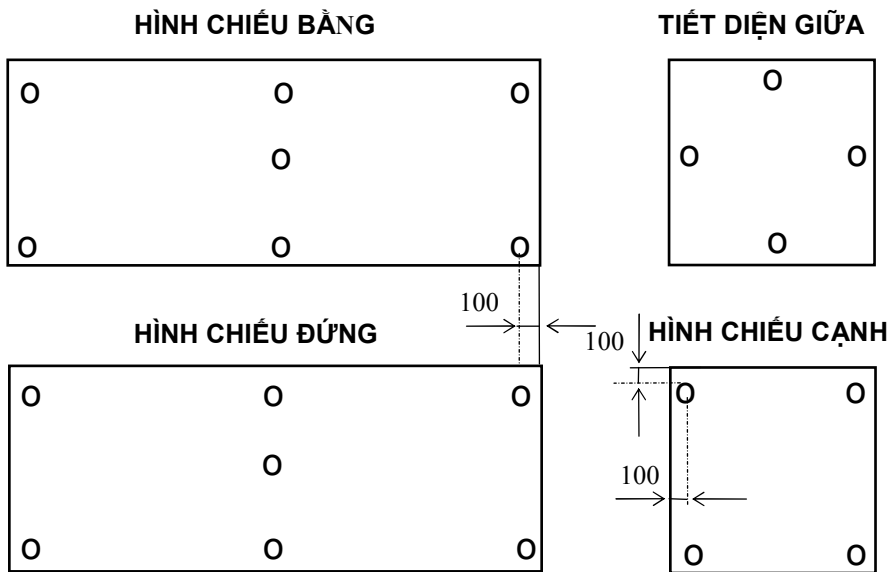 HÌNH CHIẾU BẰNG
TIẾT DIỆN GIỮA
O O O O
O O O
O O O O
100
HÌNH CHIẾU ĐỨNG
100
HÌNH CHIẾU CẠNH
O O O O O
O
100
O O O O O